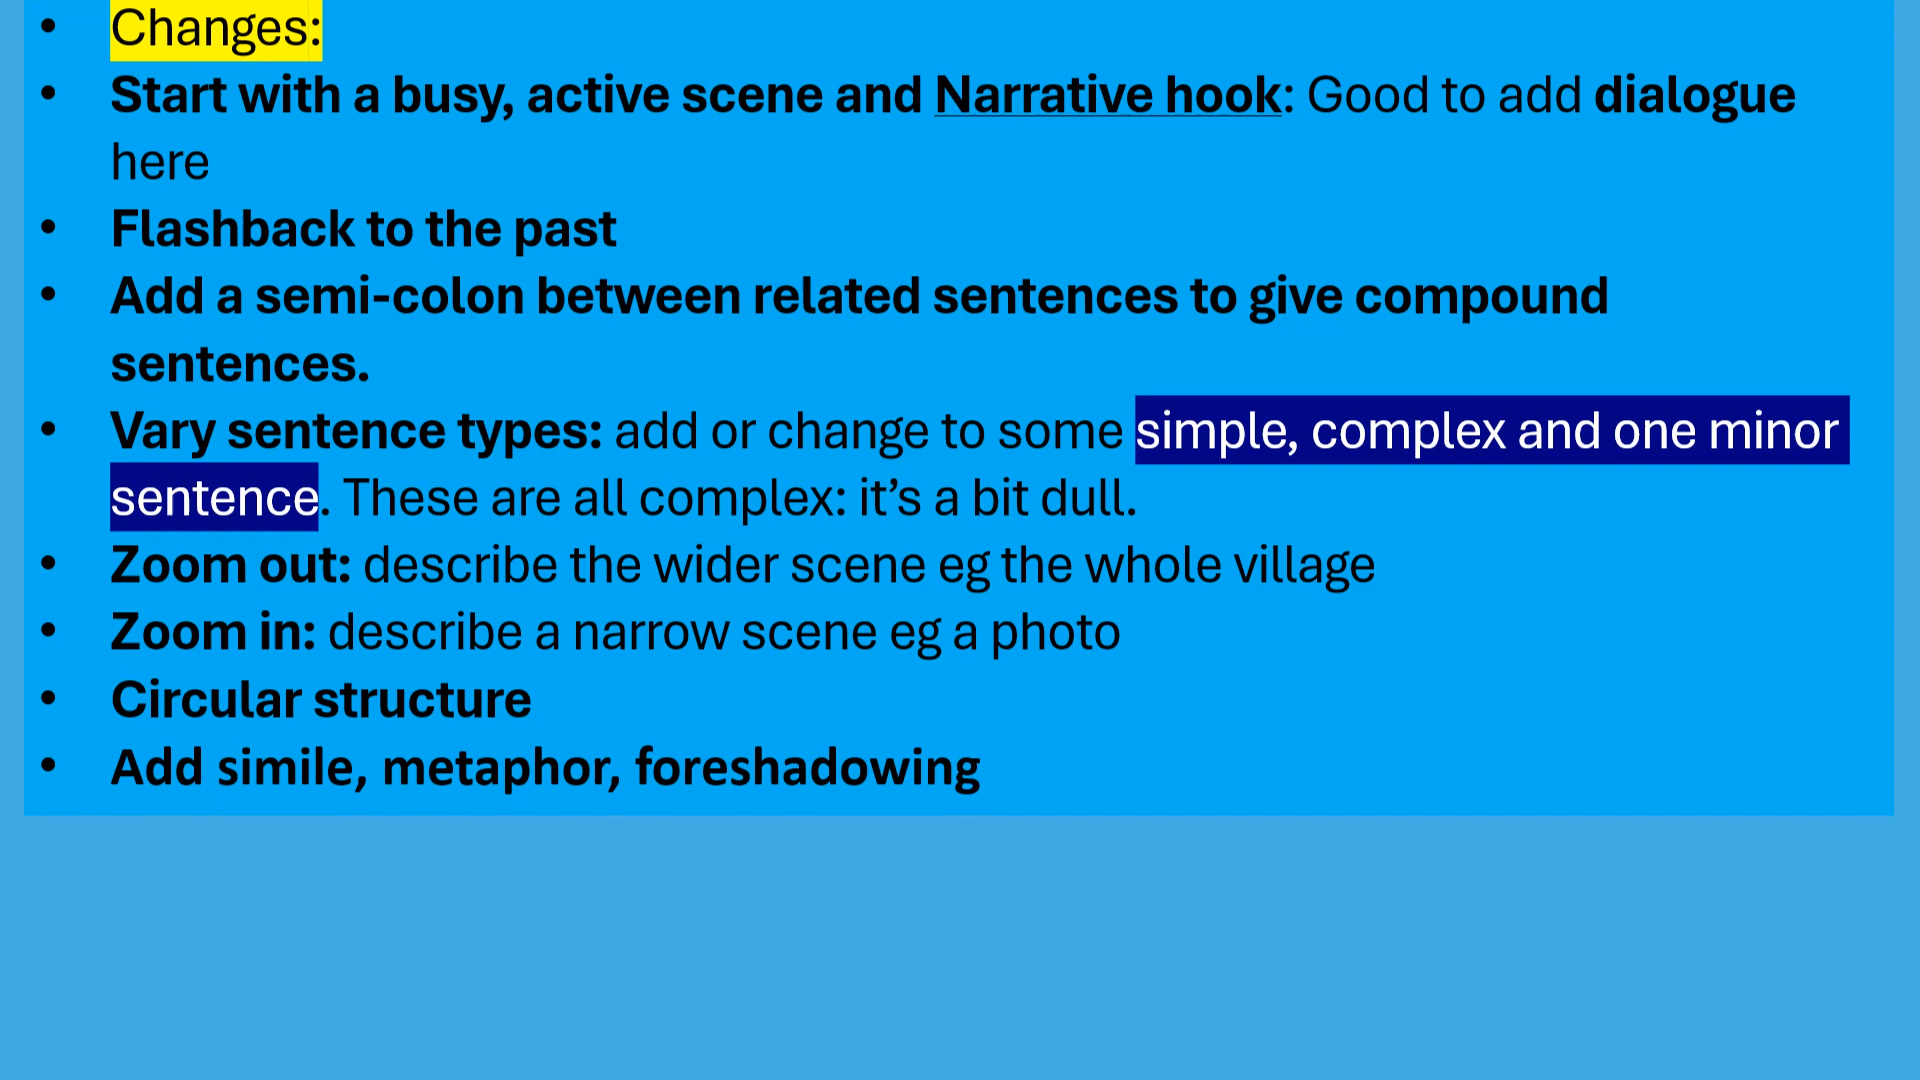 • Changes:
• Start with a busy, active scene and Narrative hook: Good to add dialogue
here
• Flashback to the past
• Add a semi-colon between related sentences to give compound
sentences.
• Vary sentence types: add or change to some simple, complex and one minor
sentence. These are all complex: it’s a bit dull.
• Zoom out: describe the wider scene eg the whole village
• Zoom in: describe a narrow scene eg a photo
• Circular structure
• Add simile, metaphor, foreshadowing